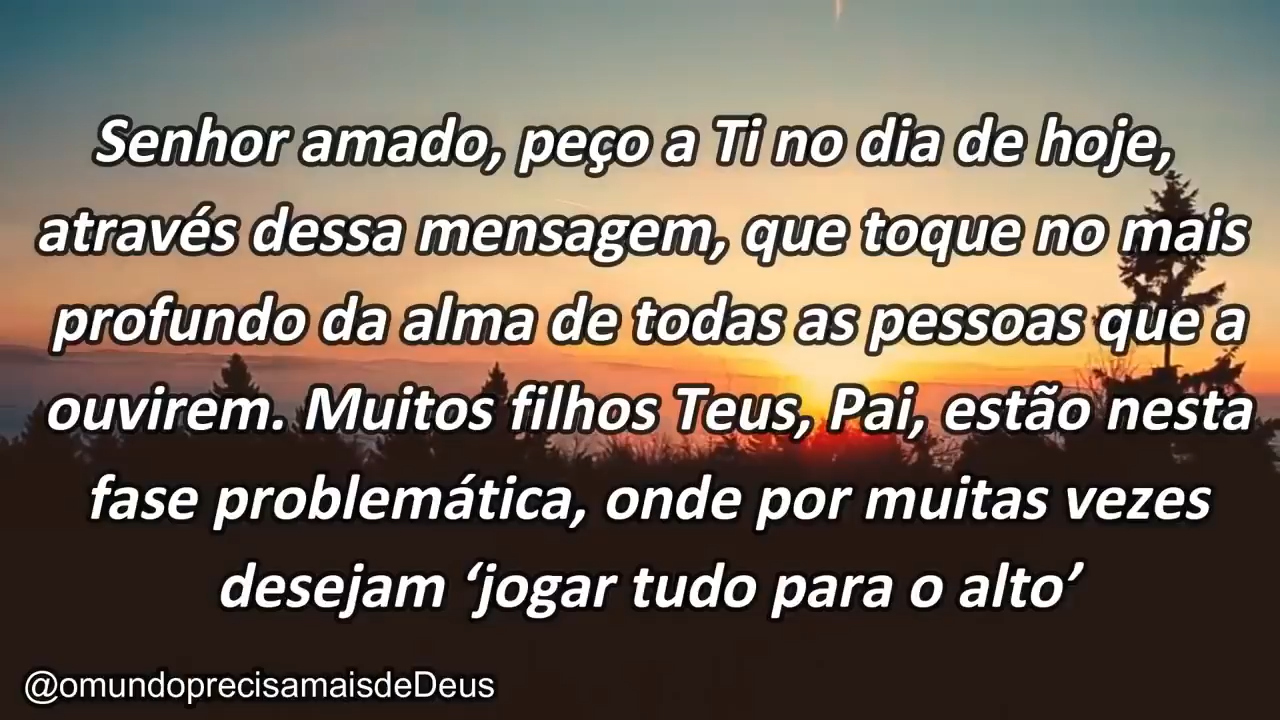 Senhor amado, peço a Ti no dia de hoje,
através dessa mensagem, que toque no mais
profundo da alma de todas as pessoas que a
ouvirem. Muitos filhos Teus, Pai, estão nesta
fase problemática, onde por muitas vezes
desejam ‘jogar tudo para o alto’
@omundoprecisamaisdeDeus